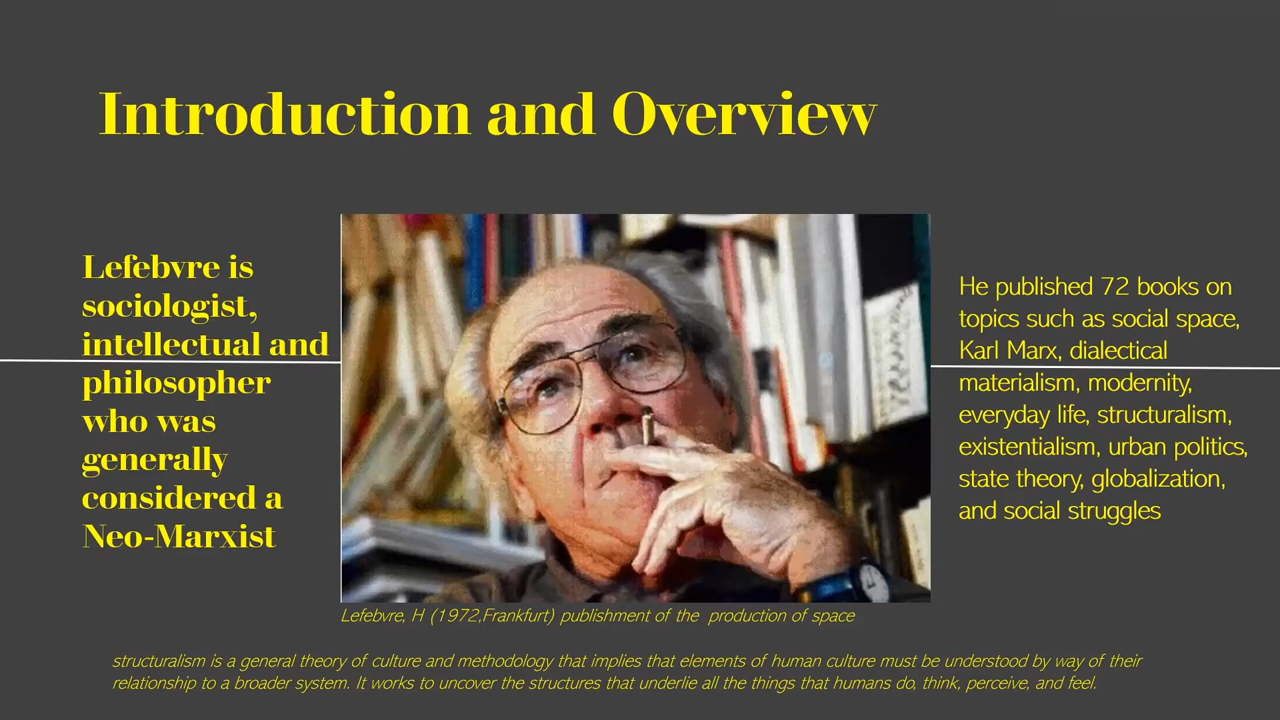 Introduction and Overview
Lefebvre is
sociologist,
intellectual and
philosopher
who was
generally
considered a
Neo-Marxist
He published 72 books on
topics such as social space,
Karl Marx, dialectical
materialism, modernity,
everyday life, structuralism,
existentialism, urban politics,
state theory, globalization,
and social struggles
Lefebvre, H (1972,Frankfurt) publishment of the production of space
structuralism is a general theory of culture and methodology that implies that elements of human culture must be understood by way of their
relationship to a broader system. It works to uncover the structures that underlie all the things that humans do, think, perceive, and feel.